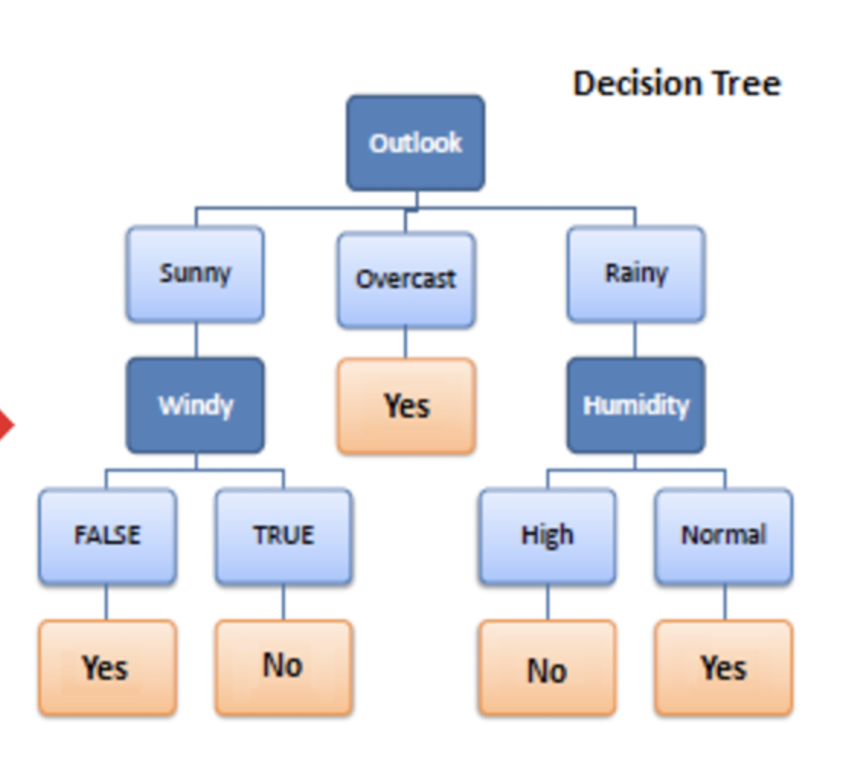 Decision Tree
Outlook
Sunny
Overcast
Rainy
Windy
Yes
Humidity
FALSE
TRUE
High
Normal
Yes
No
No
Yes